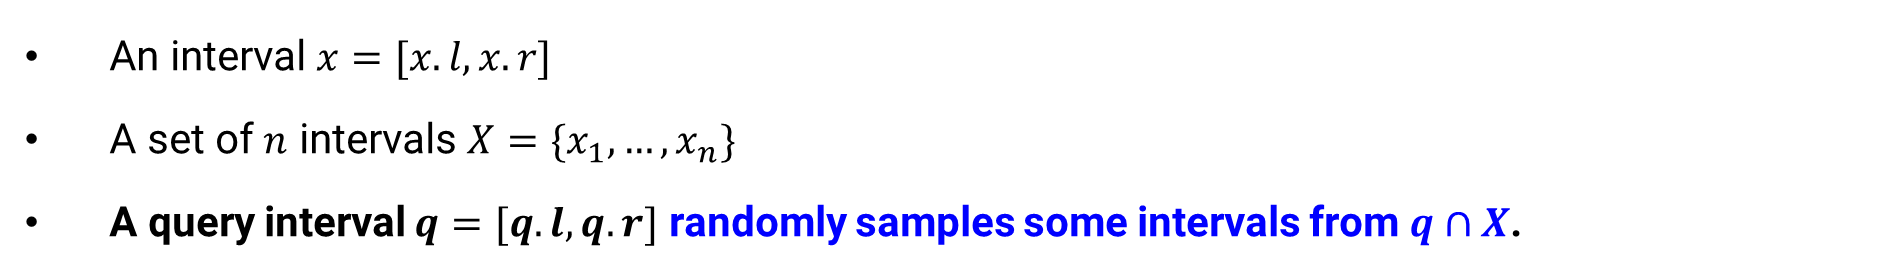 • An interval x = [x.l, x.r]
• A set of n intervals X = {x₁, … , xₙ}
• A query interval q = [q.l, q.r] randomly samples some intervals from q ∩ X.